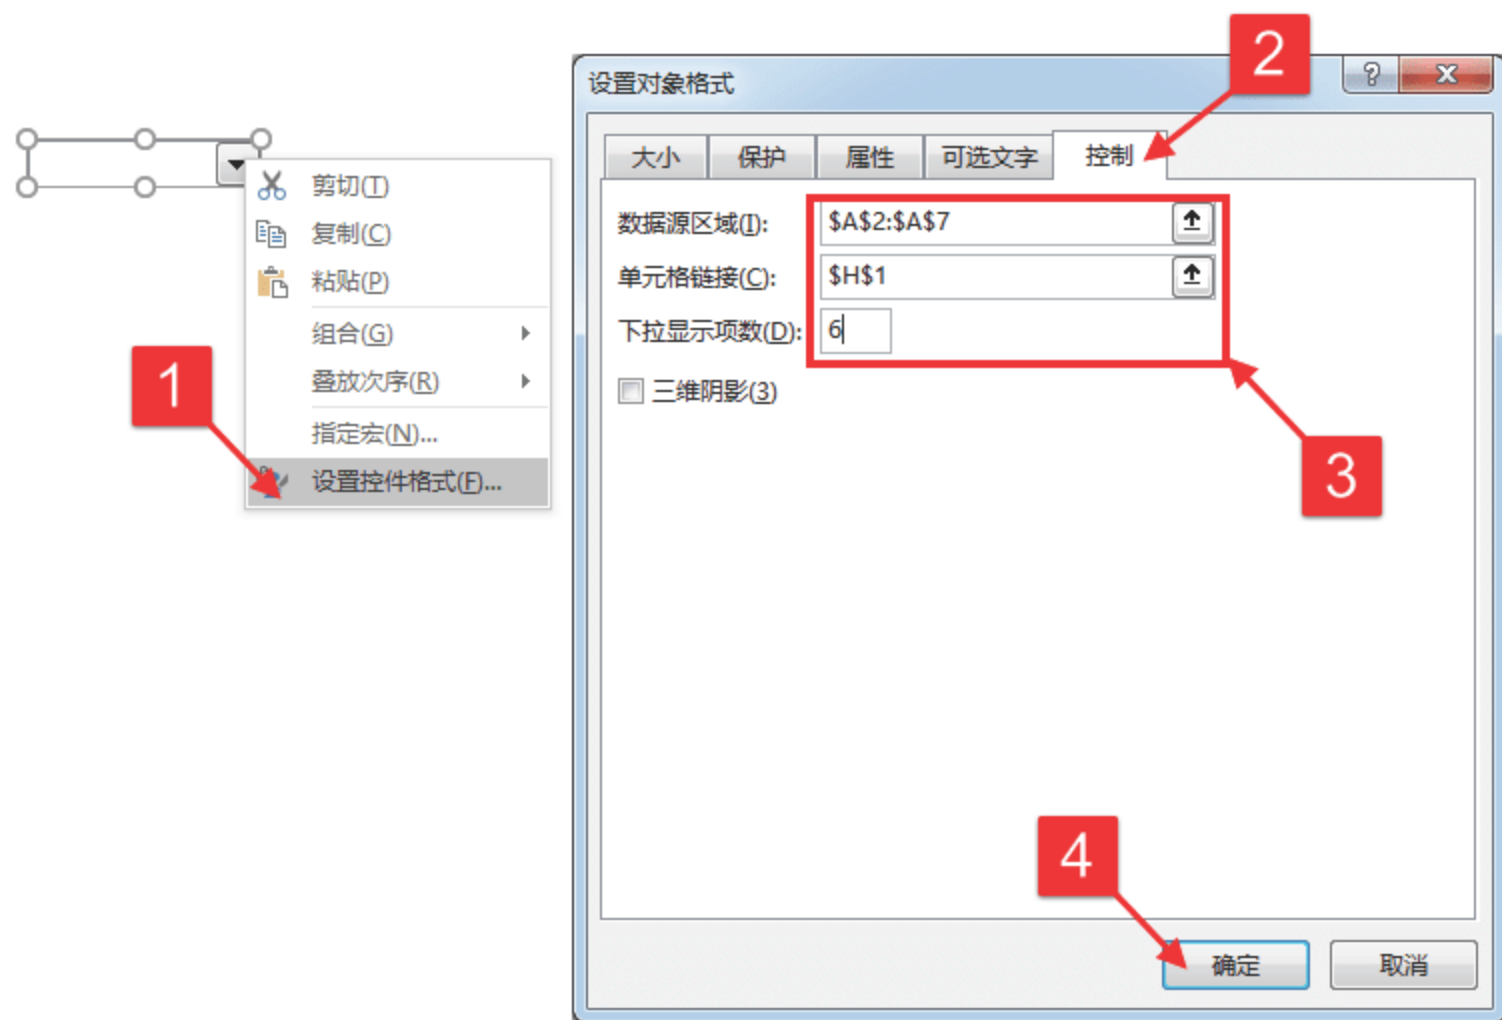 剪切(T)
复制(C)
粘贴(P)
组合(G)
叠放次序(R)
指定宏(N)...
设置控件格式(F)...
1
设置对象格式
?
2
大小 保护 属性 可选文字 控制
数据源区域(I): $A$2:$A$7
单元格链接(C): $H$1
下拉显示项数(D): 6
三维阴影(3)
3
4
确定 取消